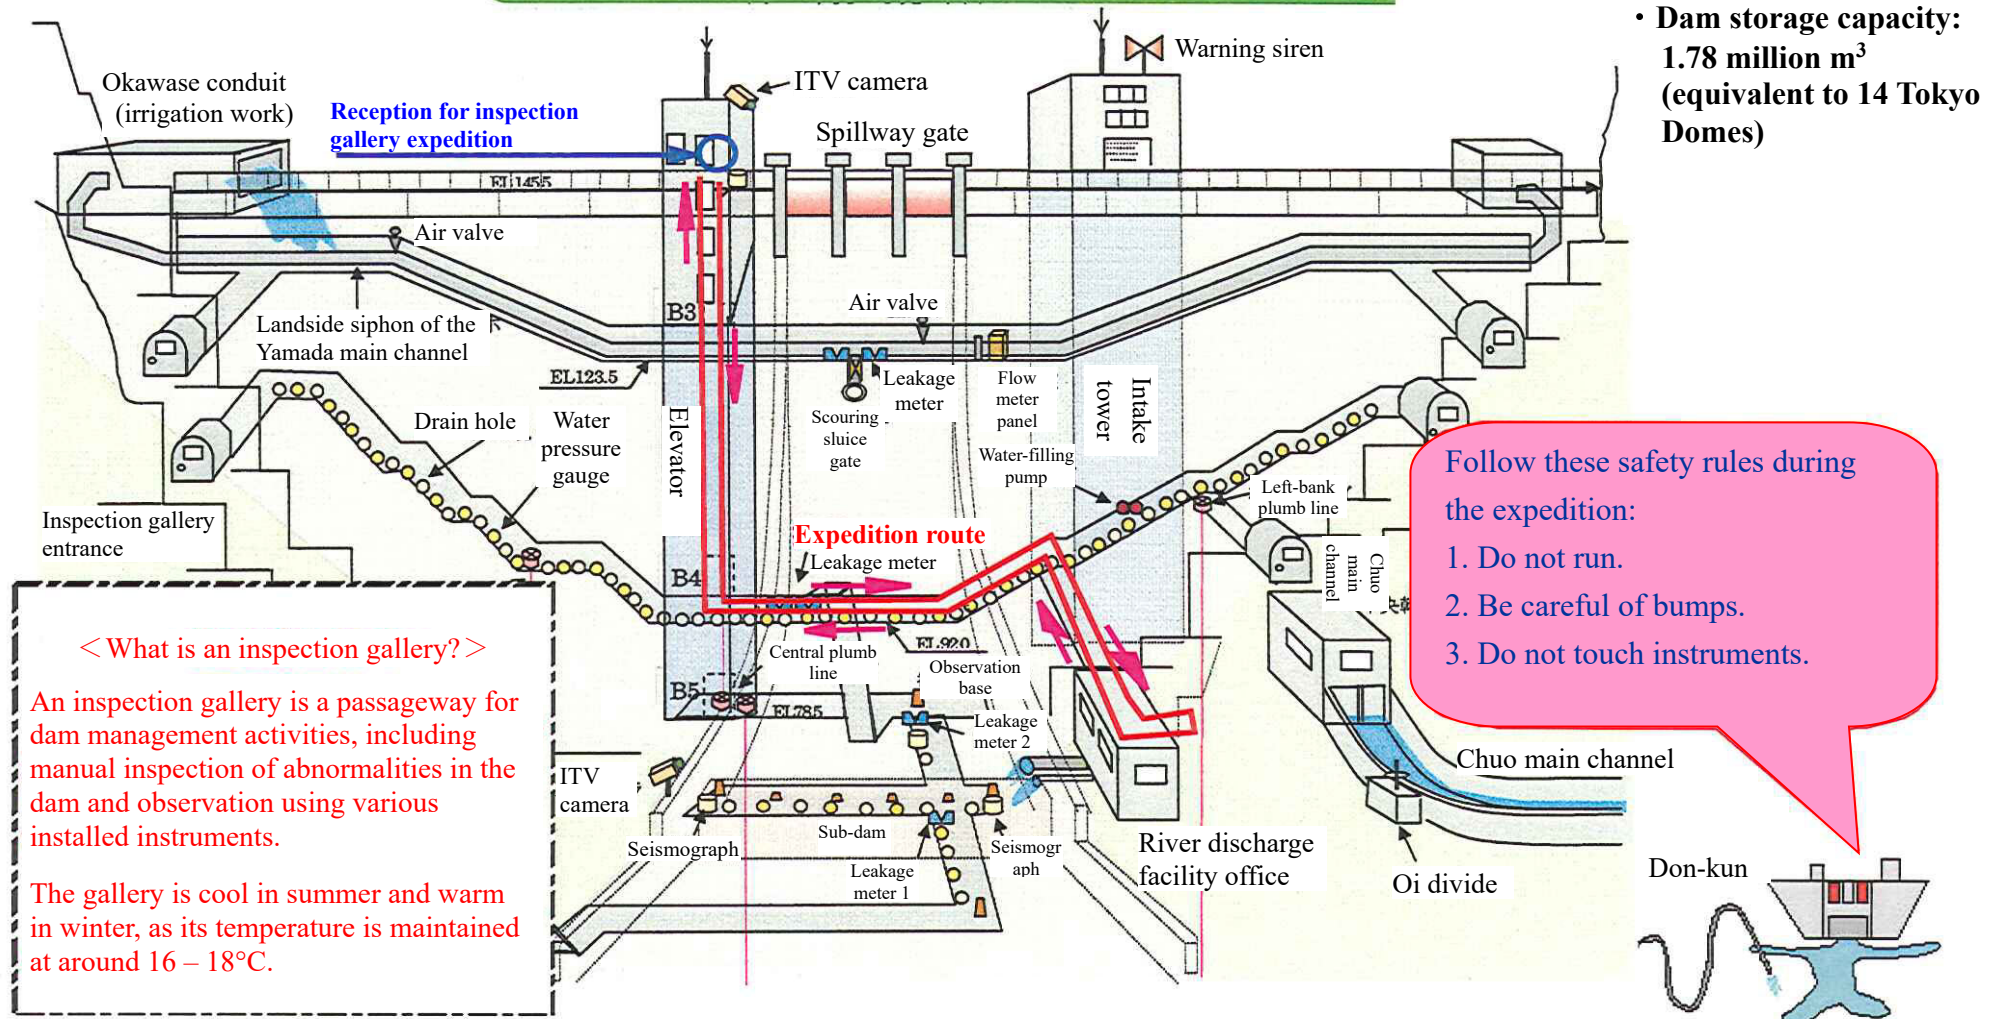 ・Dam storage capacity:
1.78 million m³
(equivalent to 14 Tokyo
Domes)
Warning siren
ITV camera
Okawase conduit
(irrigation work)
Reception for inspection
gallery expedition
Spillway gate
EL145.5
Air valve
Air valve
B3
Landside siphon of the
Yamada main channel
EL123.5
Leakage
meter
Flow
meter
panel
Scouring
sluice
gate
Intake
tower
Elevator
Drain hole
Water
pressure
gauge
Water-filling
pump
Left-bank
plumb line
Inspection gallery
entrance
Expedition route
Leakage meter
B4
Chuo
main
channel
EL92.0
Central plumb
line
Observation
base
B5
EL78.5
Leakage
meter 2
ITV
camera
Sub-dam
Seismograph
Seismogr
aph
Leakage
meter 1
River discharge
facility office
Chuo main channel
Oi divide
Don-kun
Follow these safety rules during
the expedition:
1. Do not run.
2. Be careful of bumps.
3. Do not touch instruments.
＜What is an inspection gallery?＞
An inspection gallery is a passageway for
dam management activities, including
manual inspection of abnormalities in the
dam and observation using various
installed instruments.
The gallery is cool in summer and warm
in winter, as its temperature is maintained
at around 16 – 18°C.